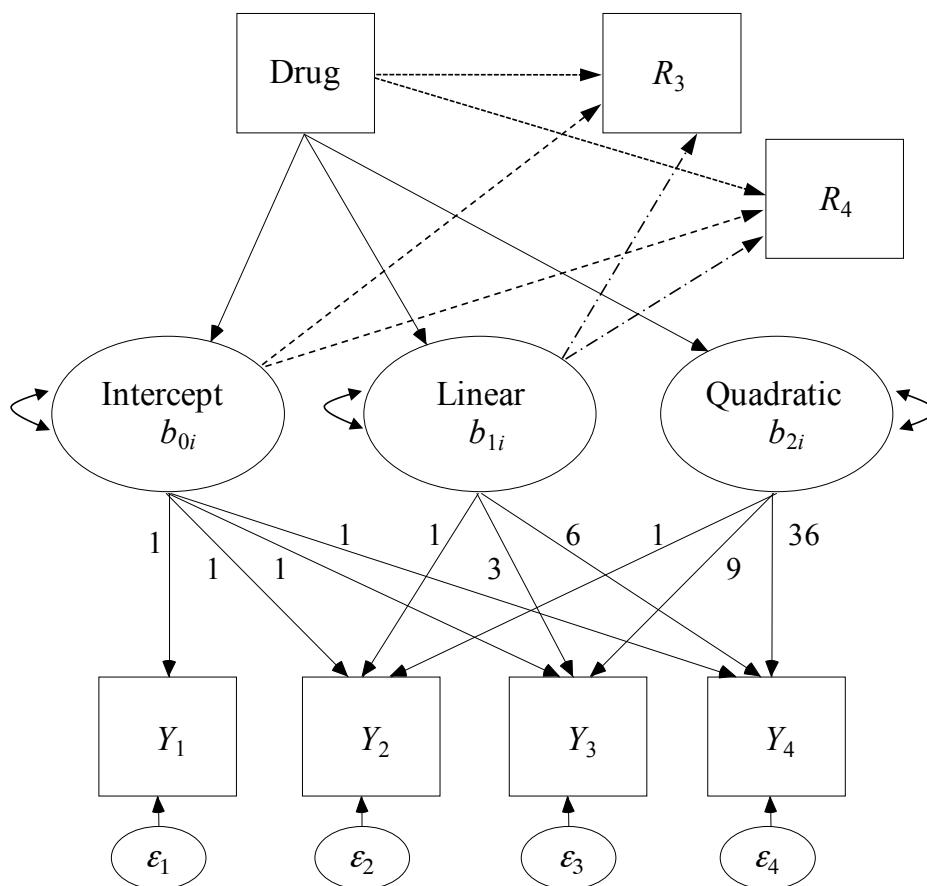 Drug
R₃
R₄
Intercept
b₀ᵢ
Linear
b₁ᵢ
Quadratic
b₂ᵢ
1 1 1 1 1 3 6 1 9 36
Y₁ Y₂ Y₃ Y₄
ε₁ ε₂ ε₃ ε₄